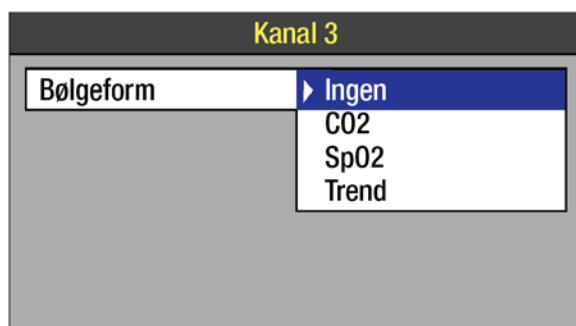 Kanal 3
Bølgeform Ingen
CO2
SpO2
Trend